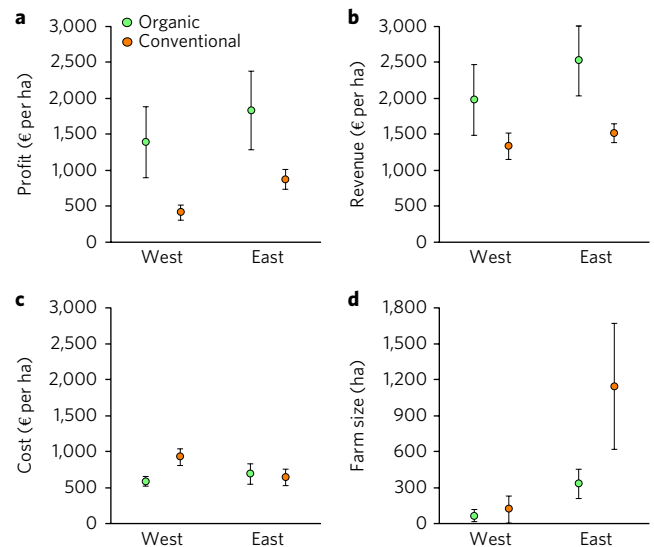 a
Organic
Conventional
Profit (€ per ha)
3,000
2,500
2,000
1,500
1,000
500
0
West East
b
Revenue (€ per ha)
3,000
2,500
2,000
1,500
1,000
500
0
West East
c
Cost (€ per ha)
3,000
2,500
2,000
1,500
1,000
500
0
West East
d
Farm size (ha)
1,800
1,500
1,200
900
600
300
0
West East